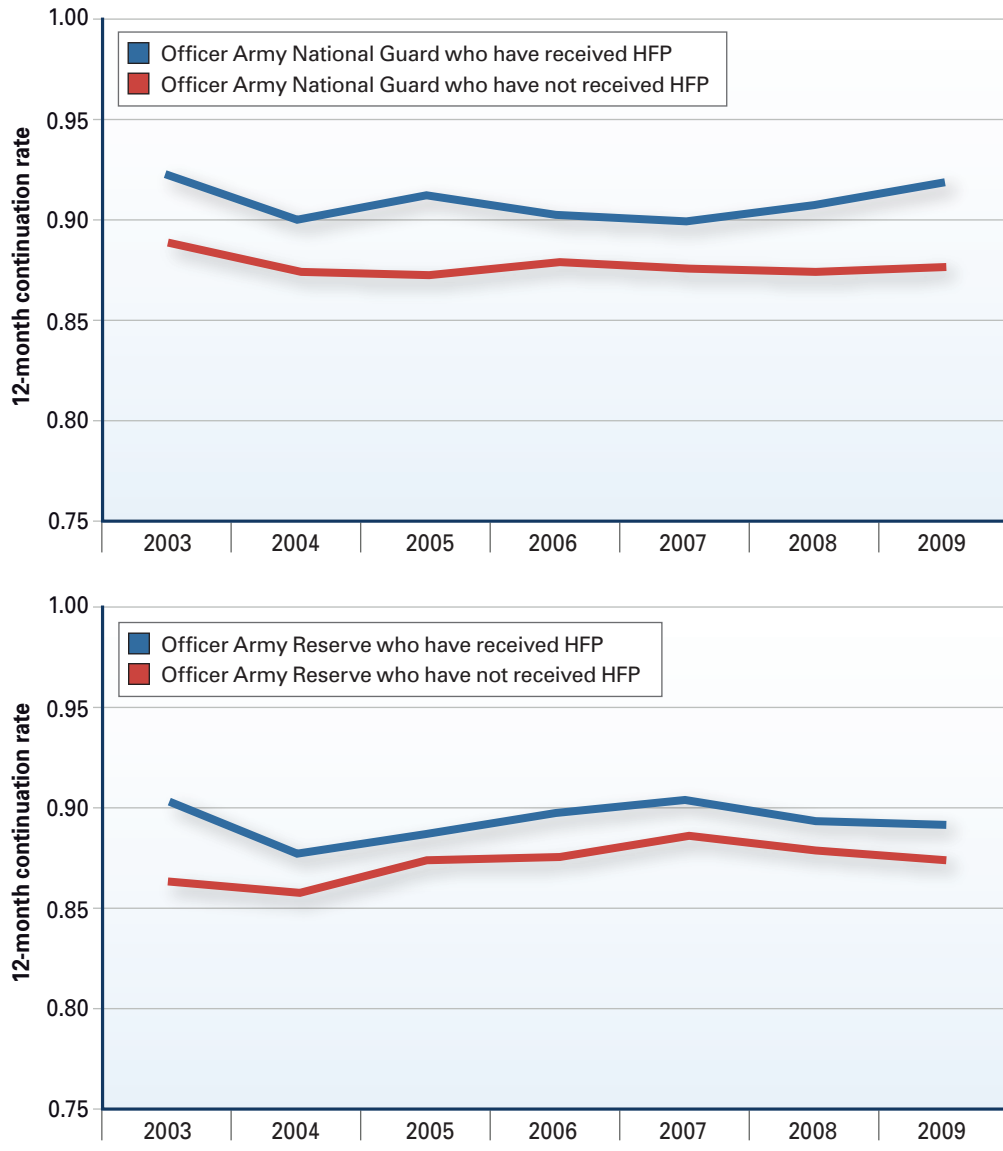 1.00
Officer Army National Guard who have received HFP
Officer Army National Guard who have not received HFP
0.95
0.90
0.85
0.80
0.75
12-month continuation rate
2003 2004 2005 2006 2007 2008 2009
1.00
Officer Army Reserve who have received HFP
Officer Army Reserve who have not received HFP
0.95
0.90
0.85
0.80
0.75
12-month continuation rate
2003 2004 2005 2006 2007 2008 2009